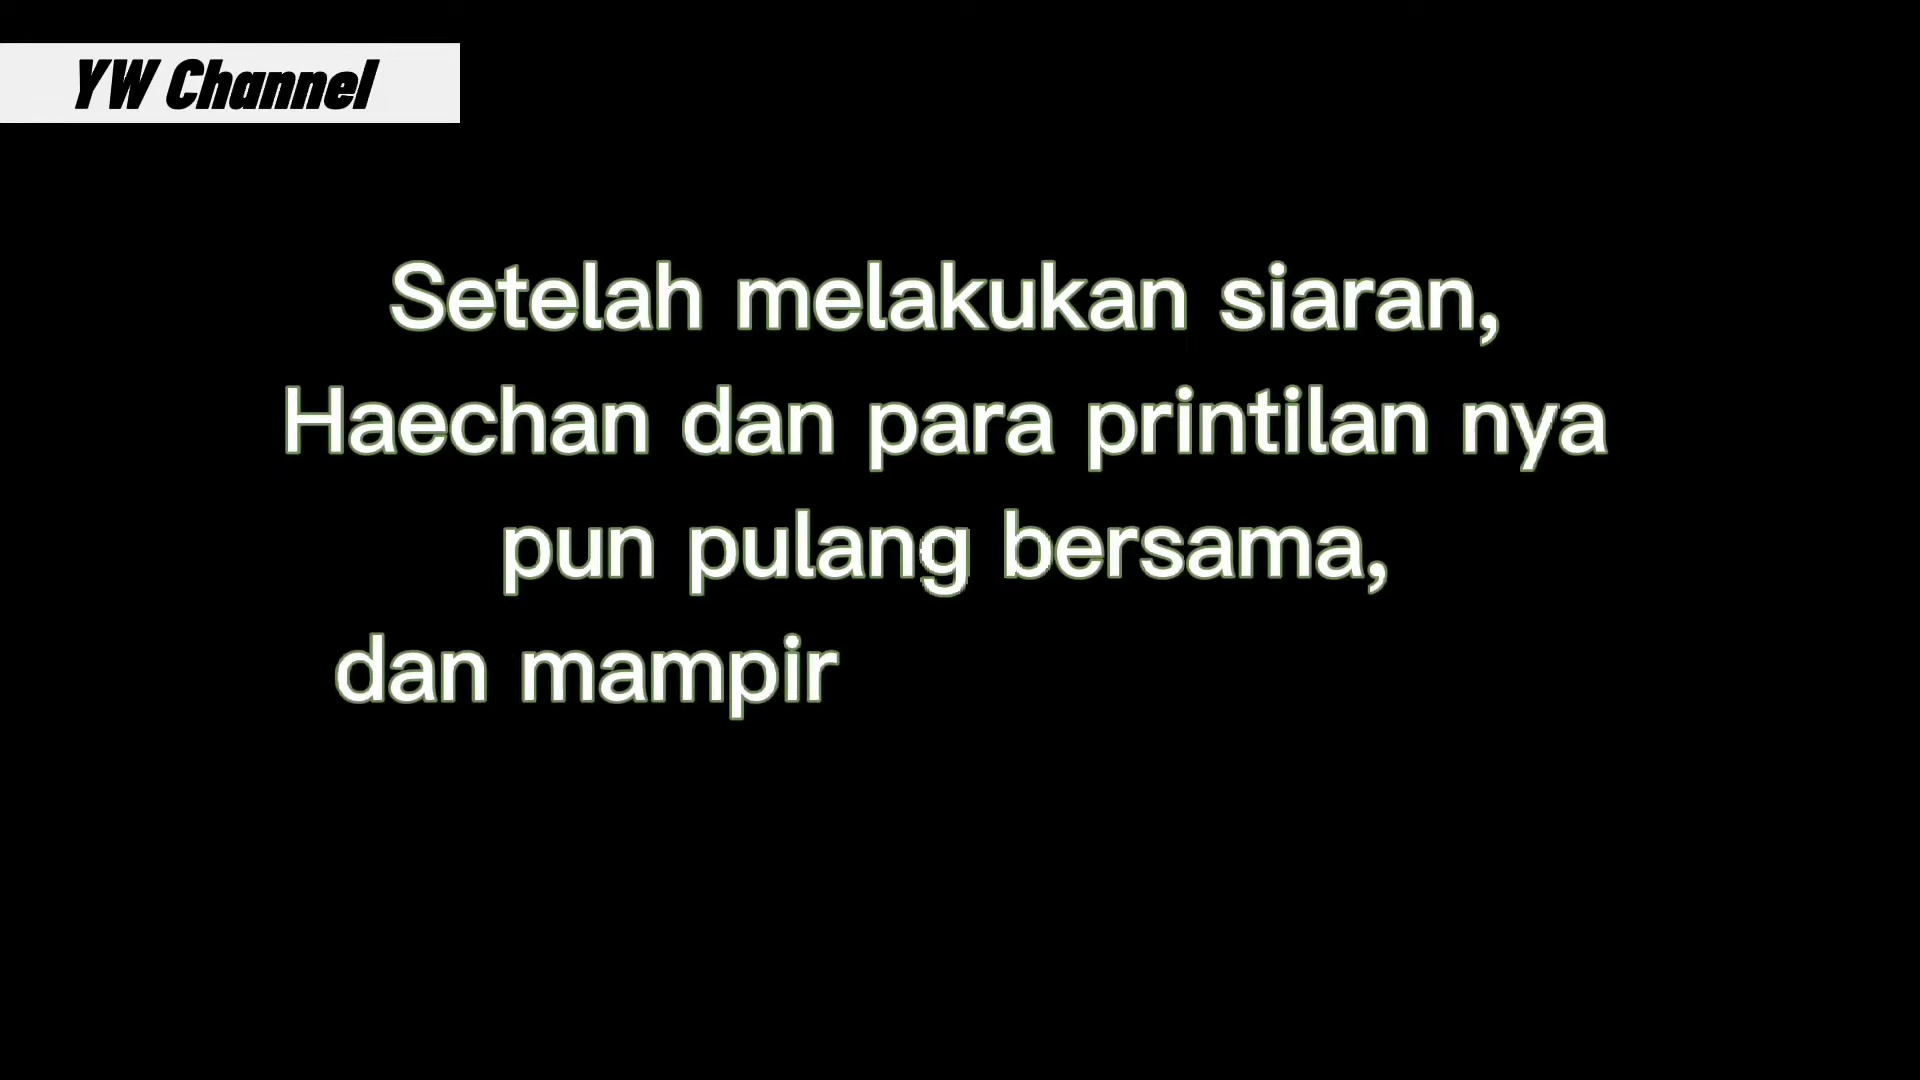 YW Channel
Setelah melakukan siaran,
Haechan dan para printilan nya
pun pulang bersama,
dan mampir